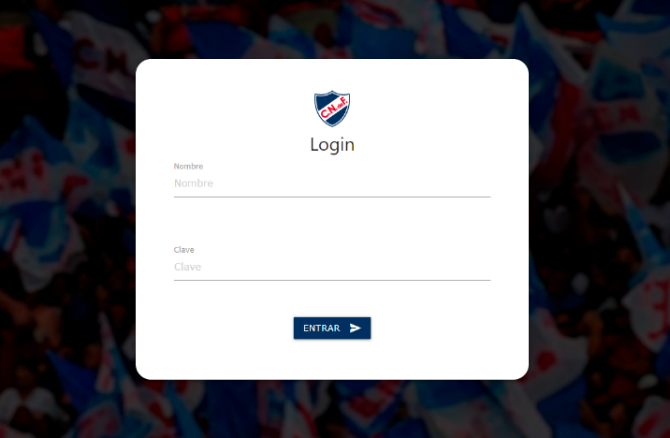 C.N.
C.N. de F.
Login
Nombre
Nombre
Clave
Clave
ENTRAR